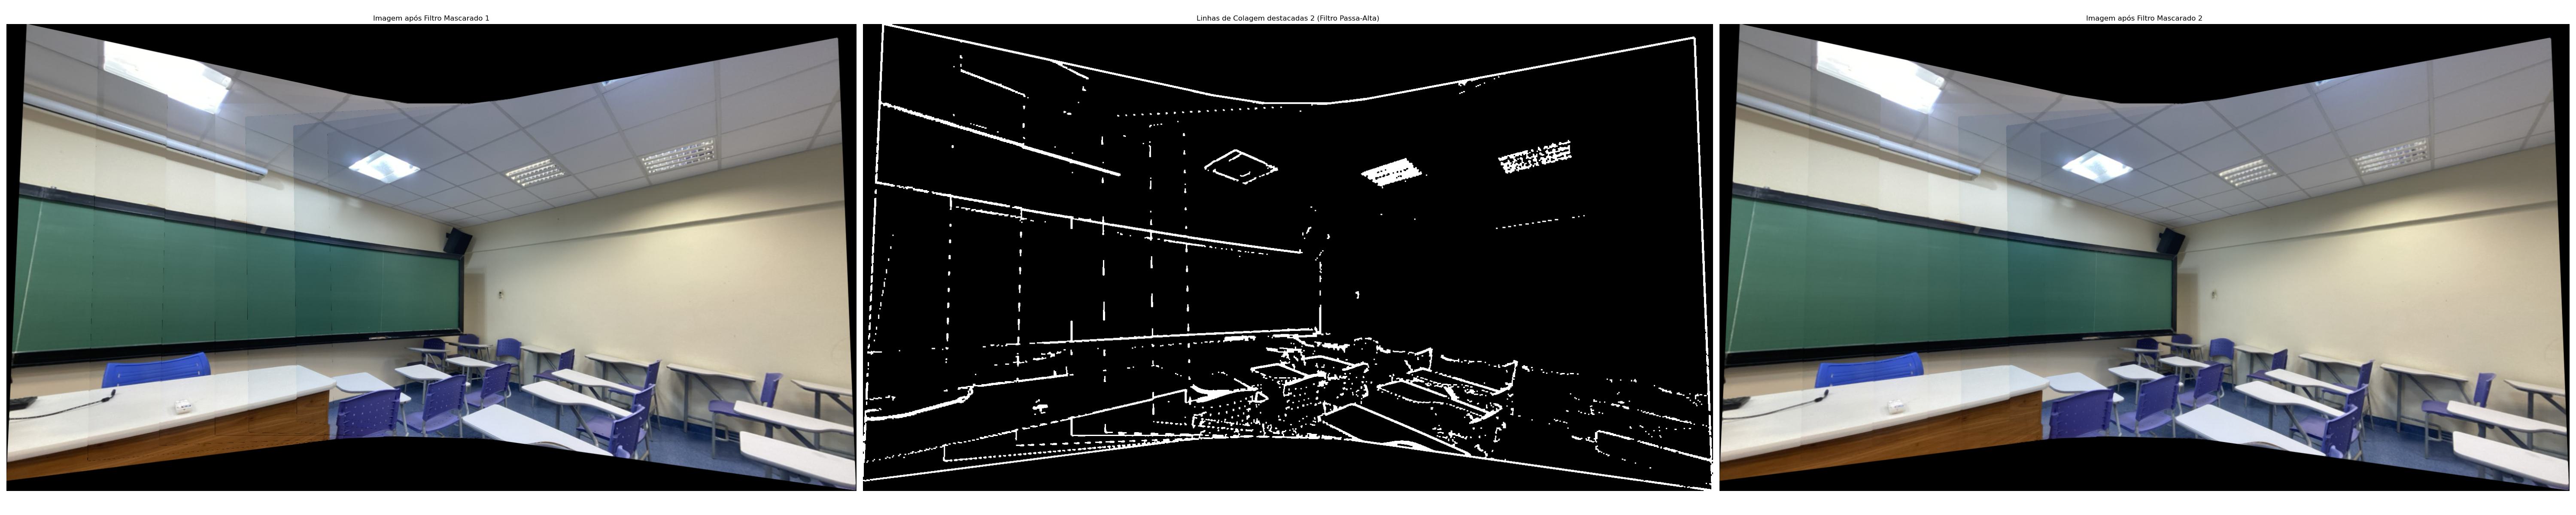 Imagem após Filtro Mascarado 1
Linhas de Colagem destacadas 2 (Filtro Passa-Alta)
Imagem após Filtro Mascarado 2